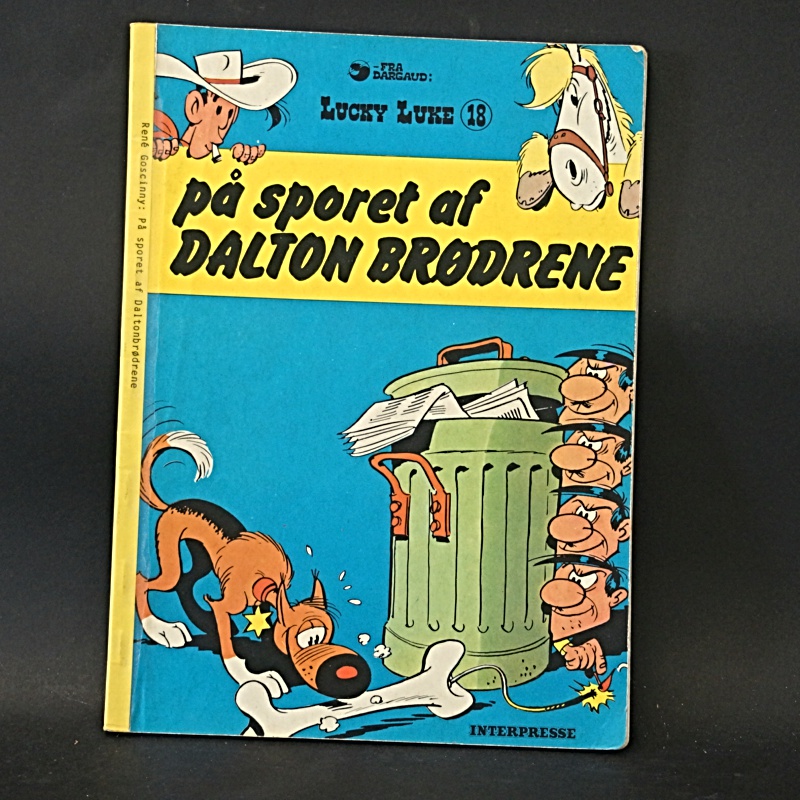 -FRA
DARGAUD:
LUCKY LUKE 18
på sporet af
DALTON BRØDRENE
René Goscinny: På sporet af Daltonbrødrene
INTERPRESSE